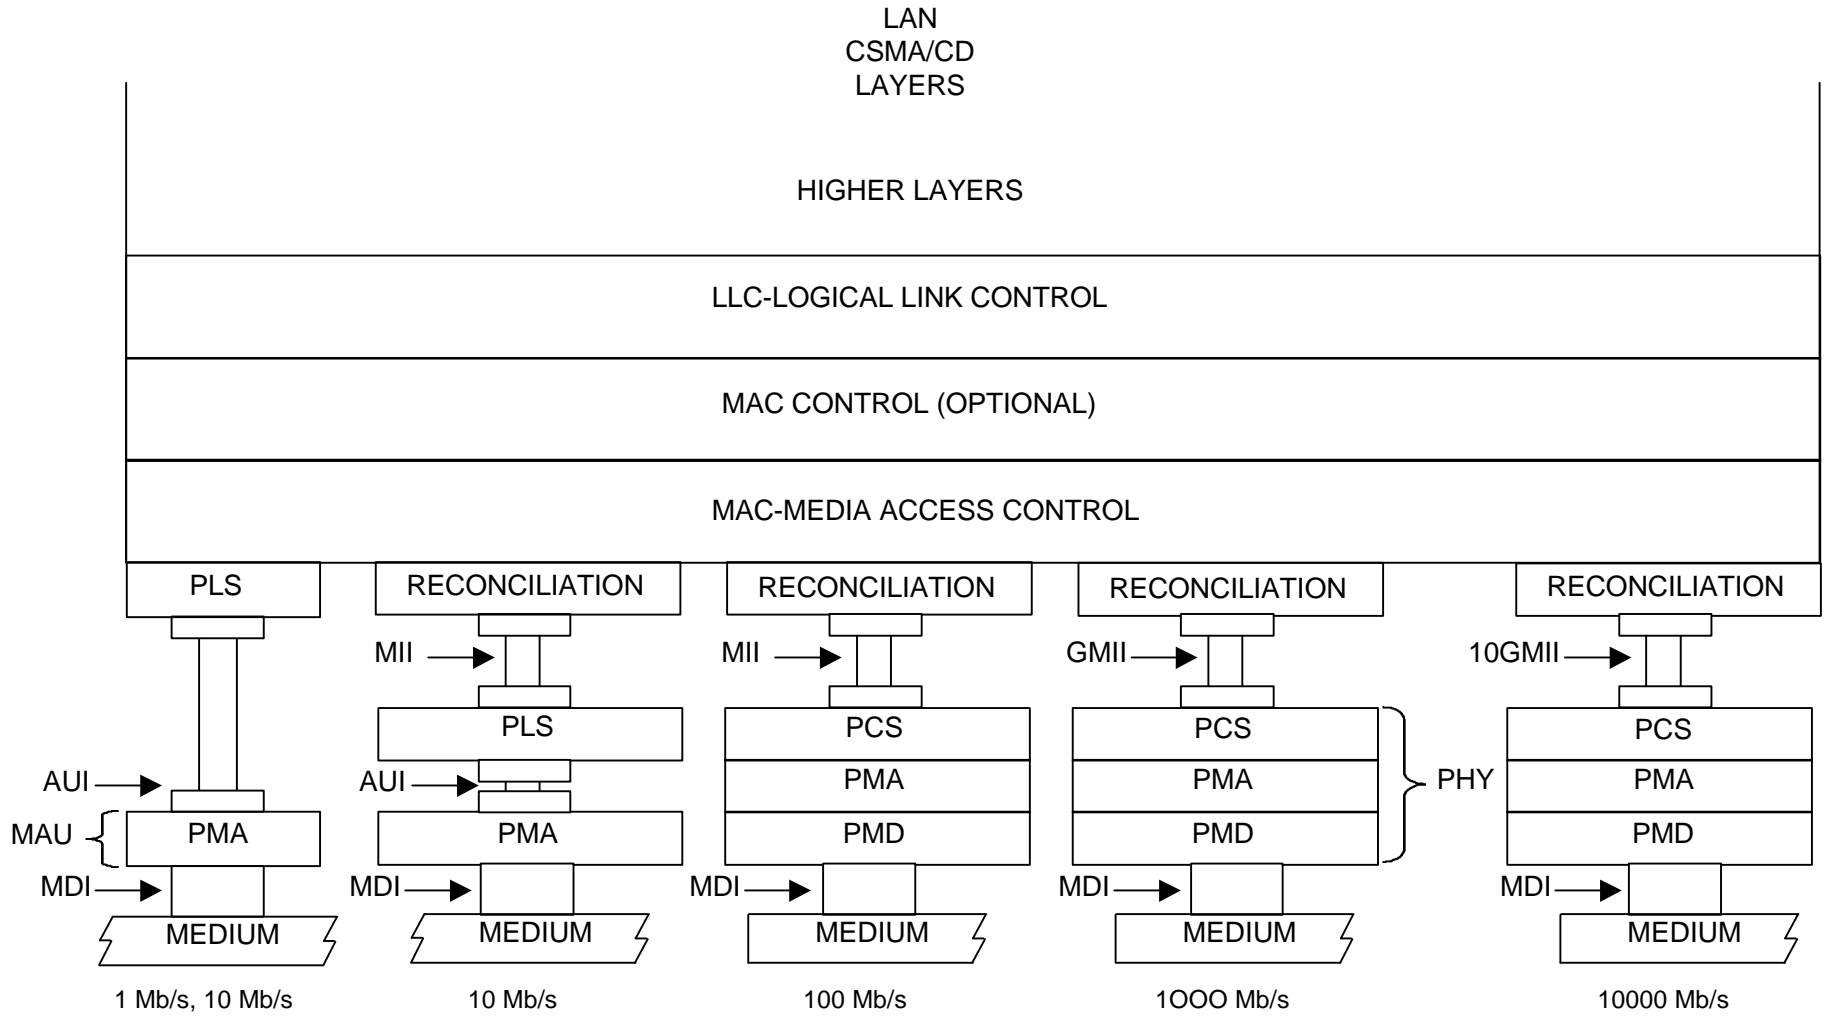 LAN
CSMA/CD
LAYERS
HIGHER LAYERS
LLC-LOGICAL LINK CONTROL
MAC CONTROL (OPTIONAL)
MAC-MEDIA ACCESS CONTROL
PLS
RECONCILIATION
RECONCILIATION
RECONCILIATION
RECONCILIATION
MII
MII
GMII
10GMII
PLS
PCS
PCS
PCS
AUI
AUI
PMA
PMA
PHY
PMA
MAU
PMA
PMA
PMD
PMD
PMD
MDI
MDI
MDI
MDI
MDI
MEDIUM
MEDIUM
MEDIUM
MEDIUM
MEDIUM
1 Mb/s, 10 Mb/s
10 Mb/s
100 Mb/s
1OOO Mb/s
10000 Mb/s